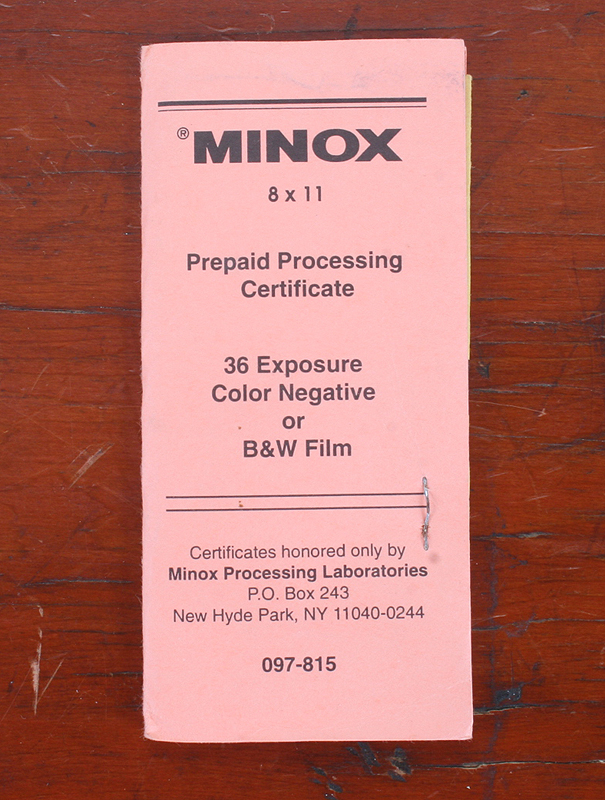 ® MINOX
8 x 11
Prepaid Processing
Certificate
36 Exposure
Color Negative
or
B&W Film
Certificates honored only by
Minox Processing Laboratories
P.O. Box 243
New Hyde Park, NY 11040-0244
097-815